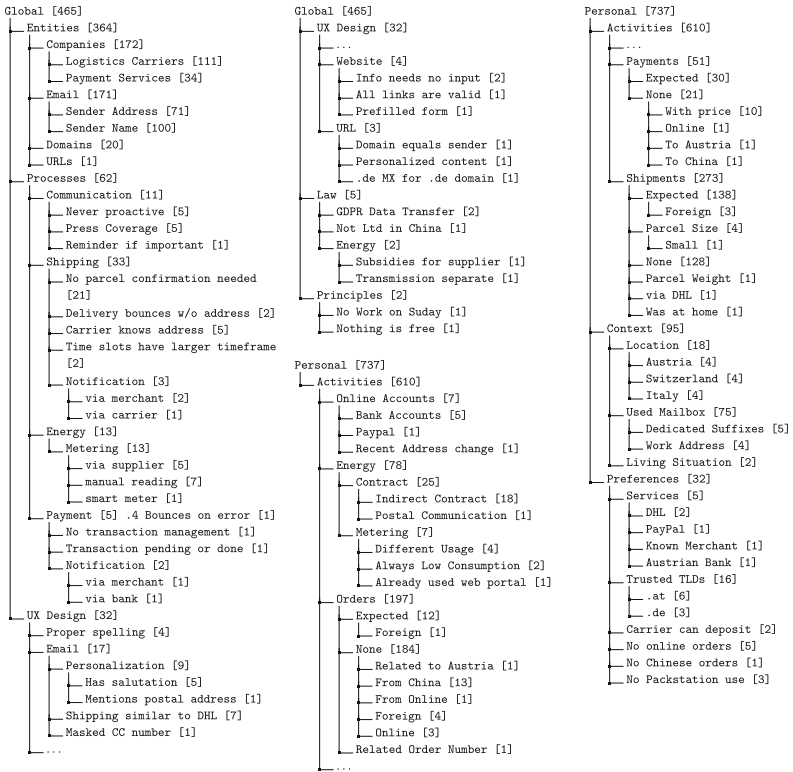 Global [465]
Entities [364]
Companies [172]
Logistics Carriers [111]
Payment Services [34]
Email [171]
Sender Address [71]
Sender Name [100]
Domains [20]
URLs [1]
Processes [62]
Communication [11]
Never proactive [5]
Press Coverage [5]
Reminder if important [1]
Shipping [33]
No parcel confirmation needed
[21]
Delivery bounces w/o address [2]
Carrier knows address [5]
Time slots have larger timeframe
[2]
Notification [3]
via merchant [2]
via carrier [1]
Energy [13]
Metering [13]
via supplier [5]
manual reading [7]
smart meter [1]
Payment [5] .4 Bounces on error [1]
No transaction management [1]
Transaction pending or done [1]
Notification [2]
via merchant [1]
via bank [1]
UX Design [32]
Proper spelling [4]
Email [17]
Personalization [9]
Has salutation [5]
Mentions postal address [1]
Shipping similar to DHL [7]
Masked CC number [1]
...
Global [465]
UX Design [32]
...
Website [4]
Info needs no input [2]
All links are valid [1]
Prefilled form [1]
URL [3]
Domain equals sender [1]
Personalized content [1]
.de MX for .de domain [1]
Law [5]
GDPR Data Transfer [2]
Not Ltd in China [1]
Energy [2]
Subsidies for supplier [1]
Transmission separate [1]
Principles [2]
No Work on Suday [1]
Nothing is free [1]
Personal [737]
Activities [610]
Online Accounts [7]
Bank Accounts [5]
Paypal [1]
Recent Address change [1]
Energy [78]
Contract [25]
Indirect Contract [18]
Postal Communication [1]
Metering [7]
Different Usage [4]
Always Low Consumption [2]
Already used web portal [1]
Orders [197]
Expected [12]
Foreign [1]
None [184]
Related to Austria [1]
From China [13]
From Online [1]
Foreign [4]
Online [3]
Related Order Number [1]
...
Personal [737]
Activities [610]
...
Payments [51]
Expected [30]
None [21]
With price [10]
Online [1]
To Austria [1]
To China [1]
Shipments [273]
Expected [138]
Foreign [3]
Parcel Size [4]
Small [1]
None [128]
Parcel Weight [1]
via DHL [1]
Was at home [1]
Context [95]
Location [18]
Austria [4]
Switzerland [4]
Italy [4]
Used Mailbox [75]
Dedicated Suffixes [5]
Work Address [4]
Living Situation [2]
Preferences [32]
Services [5]
DHL [2]
PayPal [1]
Known Merchant [1]
Austrian Bank [1]
Trusted TLDs [16]
.at [6]
.de [3]
Carrier can deposit [2]
No online orders [5]
No Chinese orders [1]
No Packstation use [3]